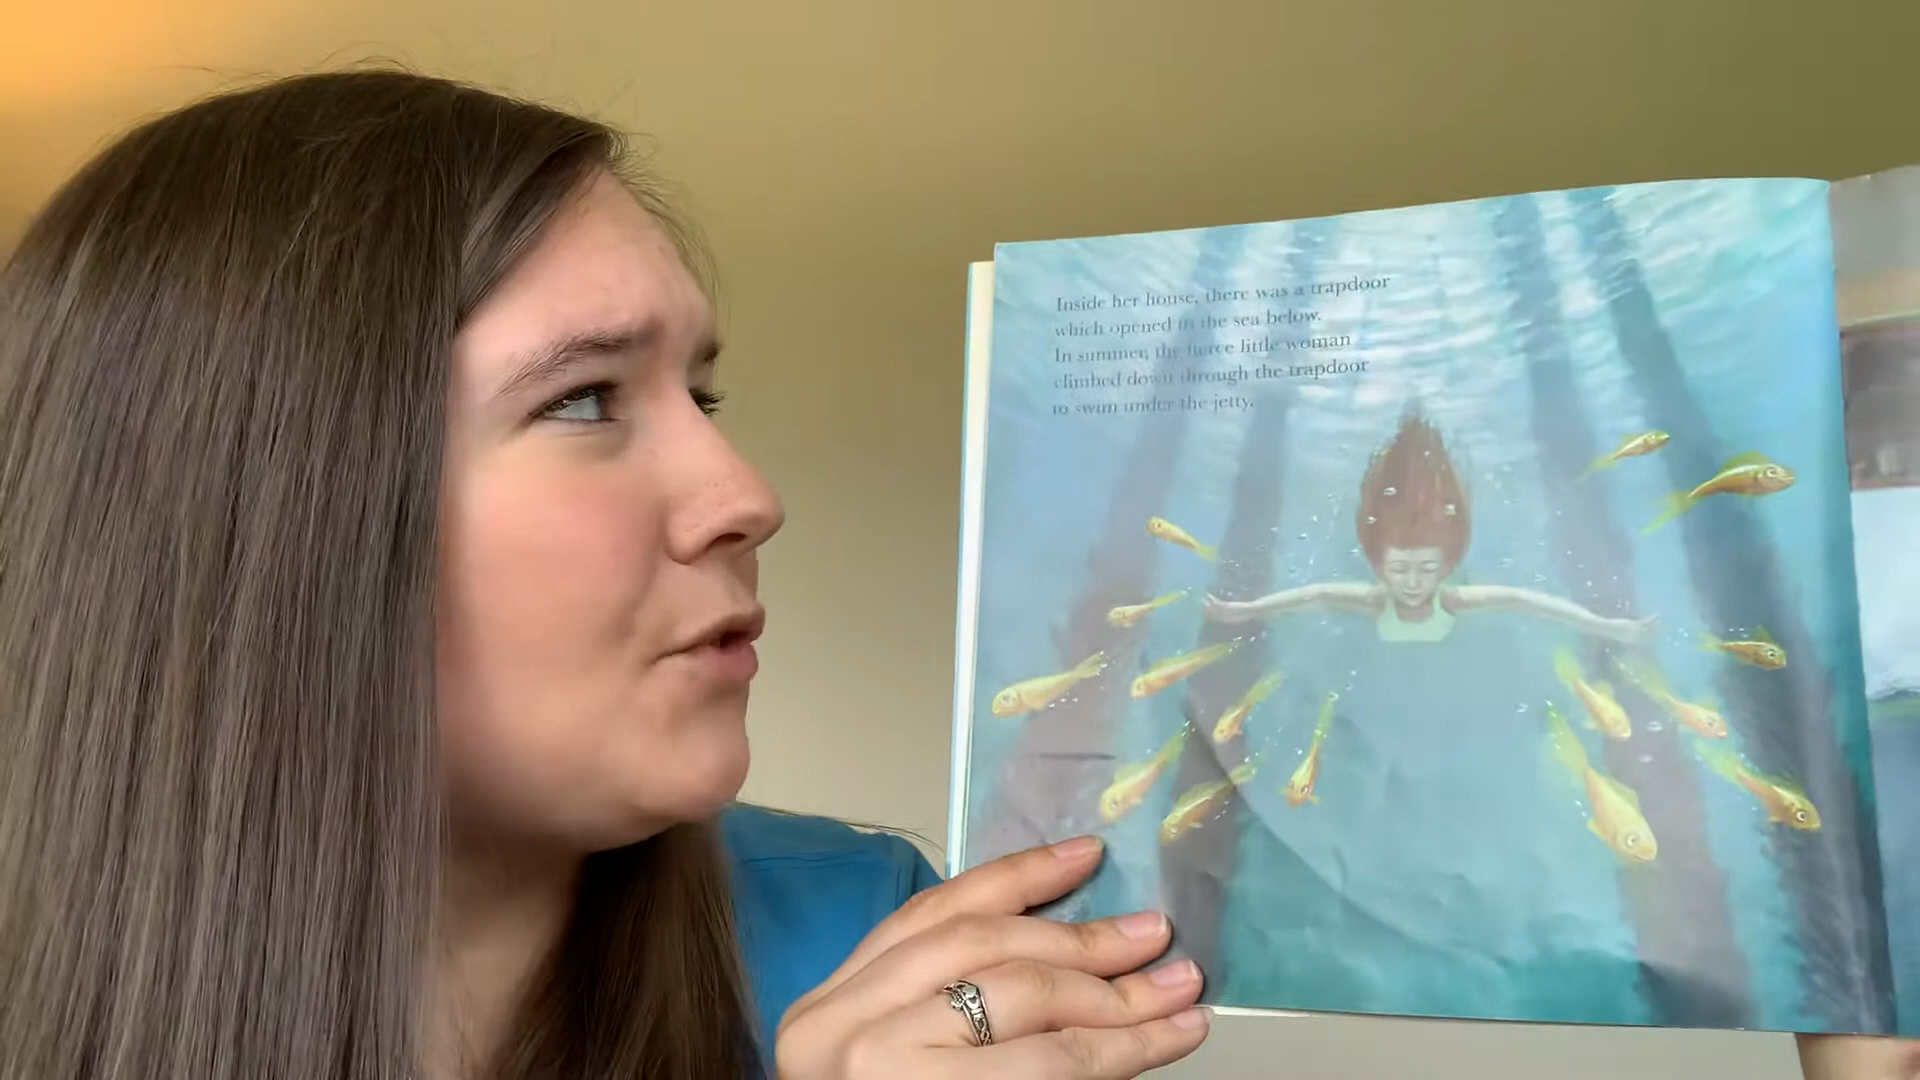 Inside her house, there was a trapdoor
which opened in the sea below.
In summer, the fierce little woman
climbed down through the trapdoor
to swim under the jetty.